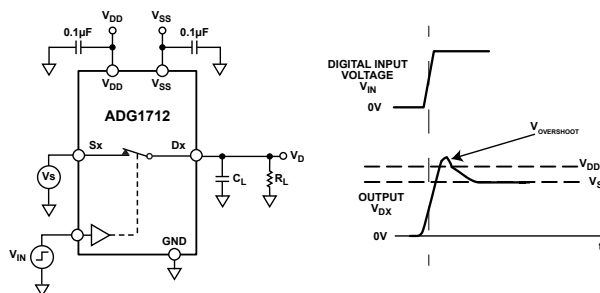 VDD
VSS
0.1µF
0.1µF
VDD
VSS
ADG1712
Sx
Dx
VD
Vs
CL
RL
VIN
GND
DIGITAL INPUT
VOLTAGE
VIN
0V
VOVERSHOOT
VDD
VS
OUTPUT
VDX
0V
t